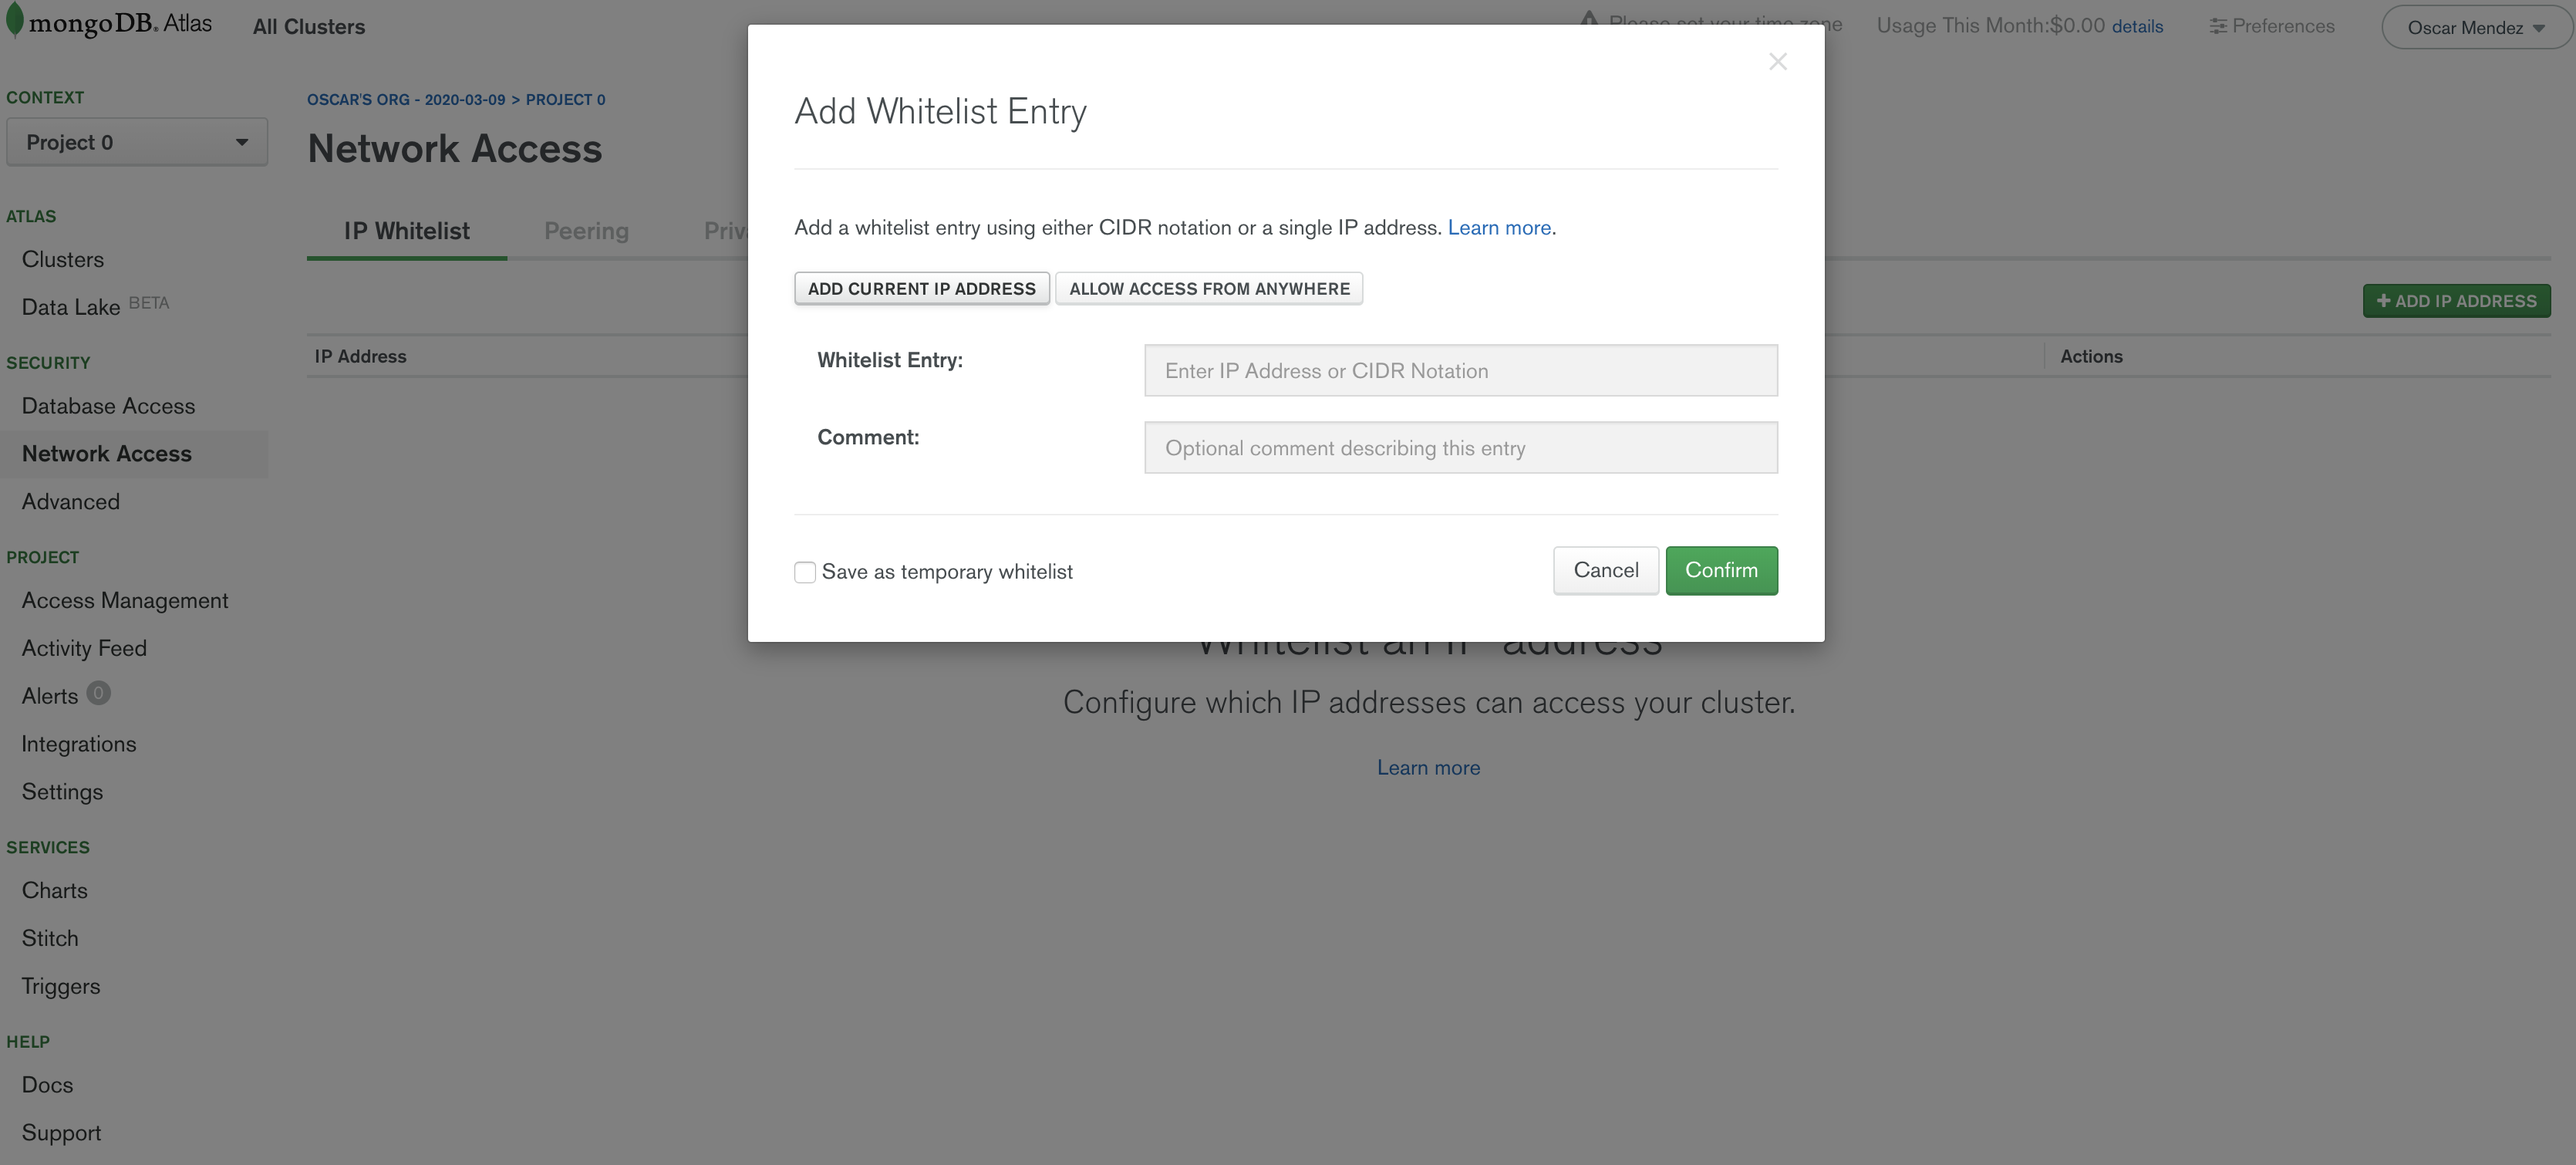 mongoDB. Atlas
All Clusters
Please set your time zone
Usage This Month:$0.00 details
Preferences
Oscar Mendez
CONTEXT
Project 0
ATLAS
Clusters
Data Lake BETA
SECURITY
Database Access
Network Access
Advanced
PROJECT
Access Management
Activity Feed
Alerts 0
Integrations
Settings
SERVICES
Charts
Stitch
Triggers
HELP
Docs
Support
OSCAR'S ORG - 2020-03-09 > PROJECT 0
Network Access
IP Whitelist
Peering
+ ADD IP ADDRESS
IP Address
Actions
Add Whitelist Entry
Add a whitelist entry using either CIDR notation or a single IP address. Learn more.
ADD CURRENT IP ADDRESS
ALLOW ACCESS FROM ANYWHERE
Whitelist Entry:
Enter IP Address or CIDR Notation
Comment:
Optional comment describing this entry
Save as temporary whitelist
Cancel
Confirm
Whitelist an IP address
Configure which IP addresses can access your cluster.
Learn more